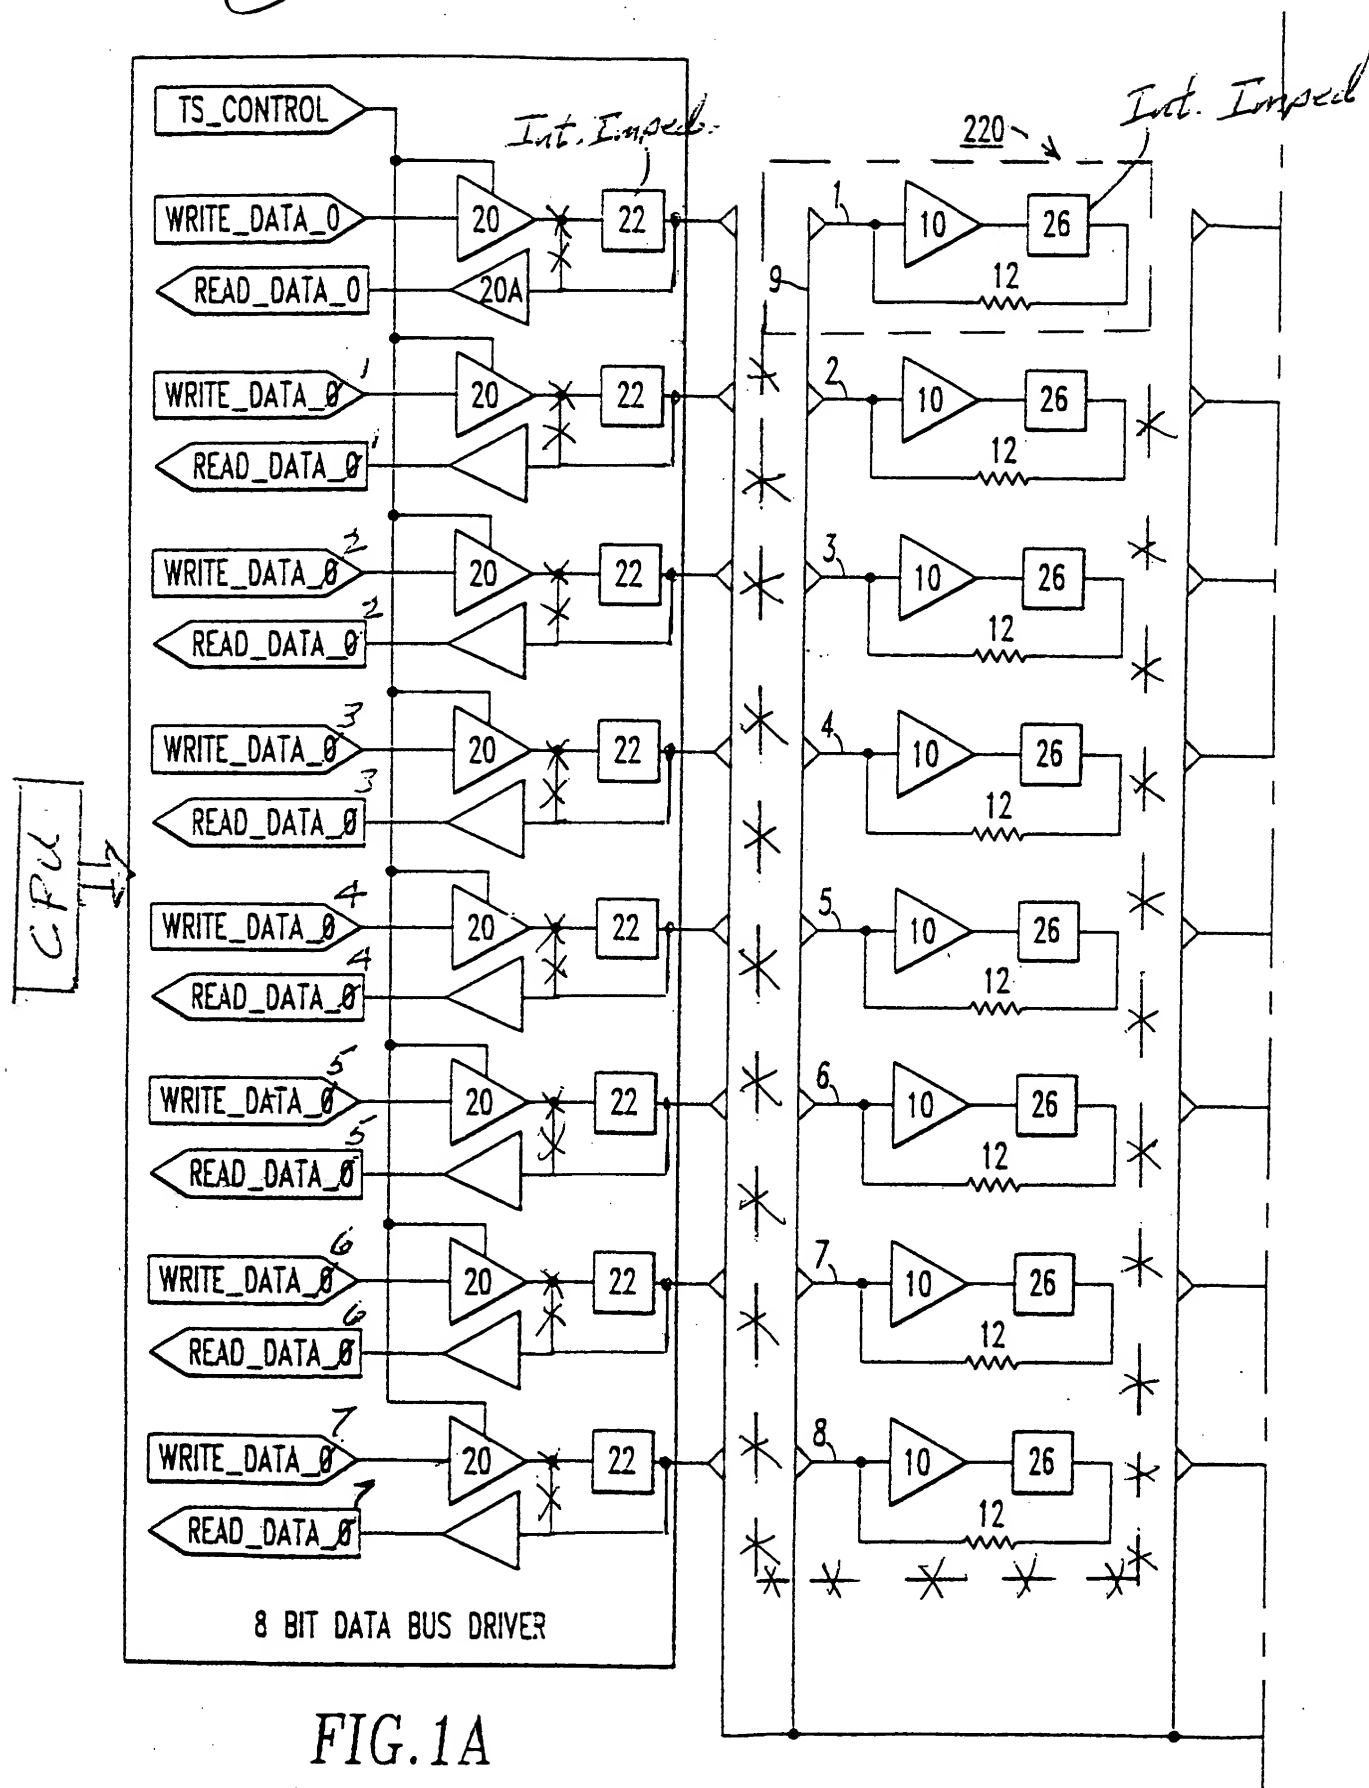 Int. Imped
TS_CONTROL
Int. Imped.
220
WRITE_DATA_0
20
22
1
10
26
READ_DATA_0
20A
9
12
1
WRITE_DATA_0
20
22
2
10
26
1
READ_DATA_0
12
2
WRITE_DATA_0
20
22
3
10
26
2
READ_DATA_0
12
3
WRITE_DATA_0
20
22
4
10
26
3
READ_DATA_0
12
CPU
4
WRITE_DATA_0
20
22
5
10
26
4
READ_DATA_0
12
5
WRITE_DATA_0
20
22
6
10
26
5
READ_DATA_0
12
6
WRITE_DATA_0
20
22
7
10
26
6
READ_DATA_0
12
7
WRITE_DATA_0
20
22
8
10
26
7
READ_DATA_0
12
8 BIT DATA BUS DRIVER
FIG.1A